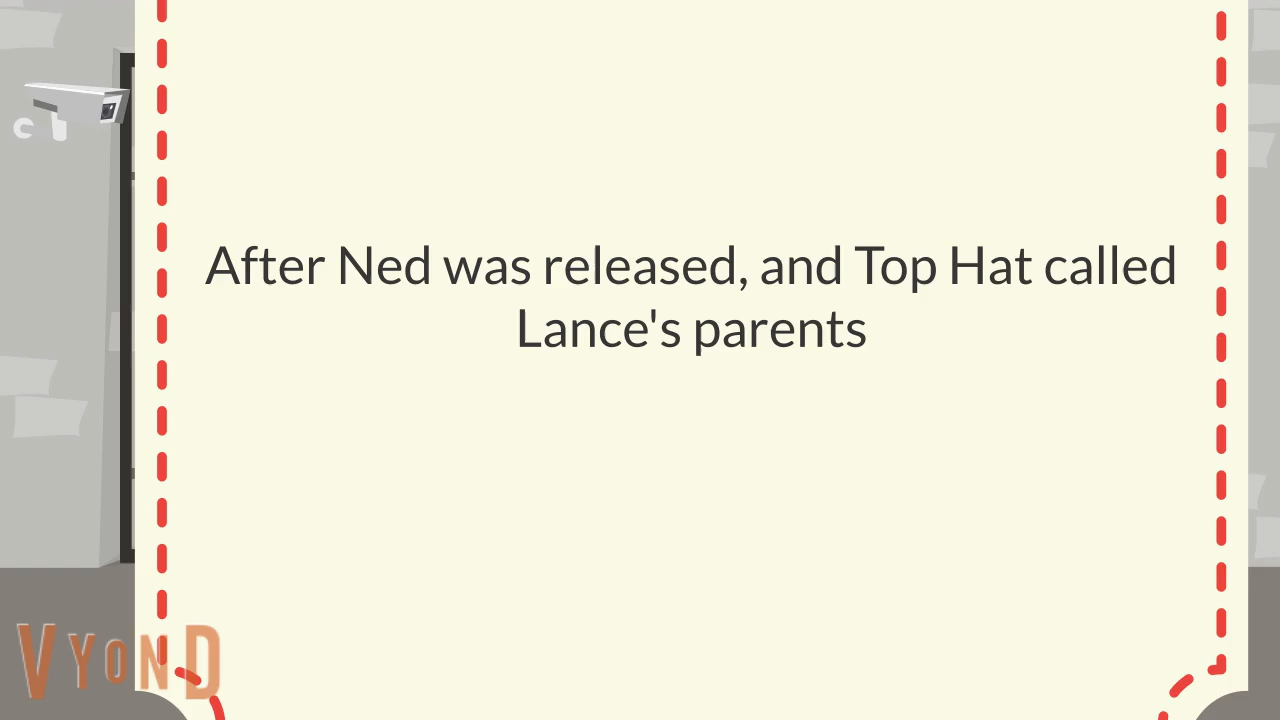 After Ned was released, and Top Hat called
Lance's parents
VYOND